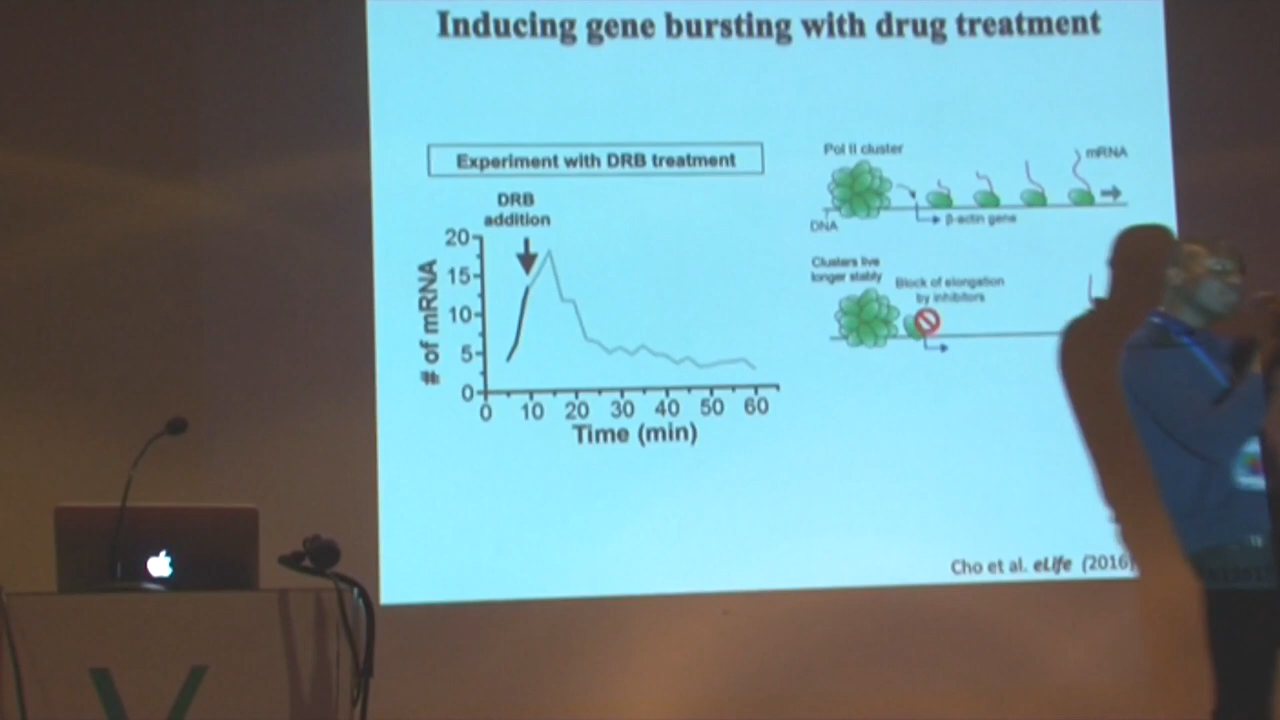 Inducing gene bursting with drug treatment
Experiment with DRB treatment
DRB
addition
# of mRNA
20
15
10
5
0
0 10 20 30 40 50 60
Time (min)
Pol II cluster
mRNA
DNA
β-actin gene
Clusters live
longer stably
Block of elongation
by inhibitors
Cho et al. eLife (2016)
V